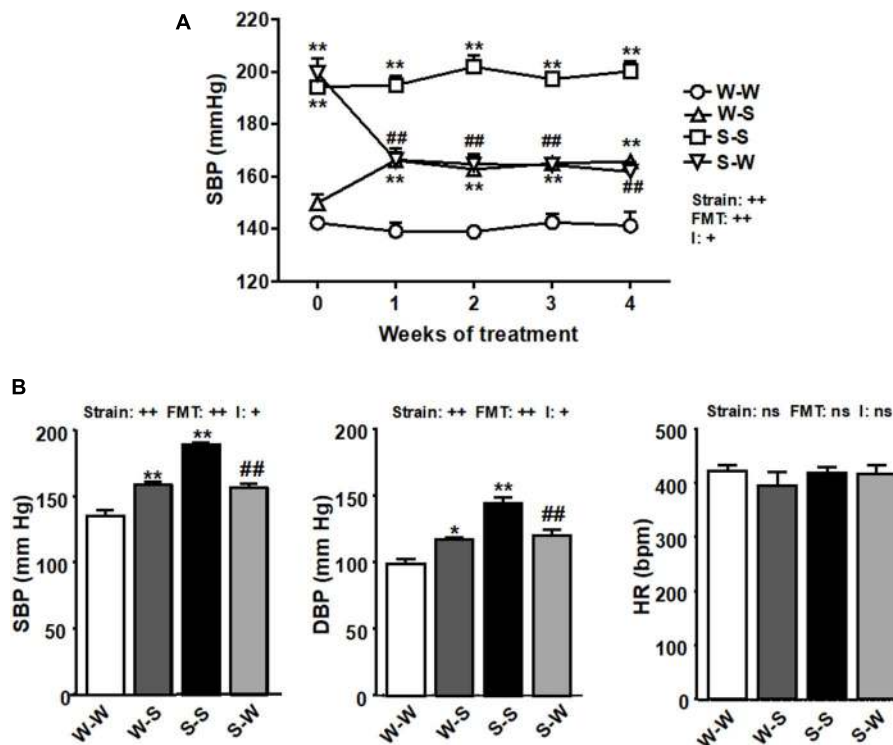 A
220
200
180
160
140
120
SBP (mmHg)
** ** ** ** **
**
## ## ## **
** ** ** ##
0 1 2 3 4
Weeks of treatment
W-W
W-S
S-S
S-W
Strain: ++
FMT: ++
I: +
B
Strain: ++ FMT: ++ I: +
200
150
100
50
0
SBP (mm Hg)
** ** ##
W-W W-S S-S S-W
Strain: ++ FMT: ++ I: +
200
150
100
50
0
DBP (mm Hg)
* ** ##
W-W W-S S-S S-W
Strain: ns FMT: ns I: ns
500
400
300
200
100
0
HR (bpm)
W-W W-S S-S S-W